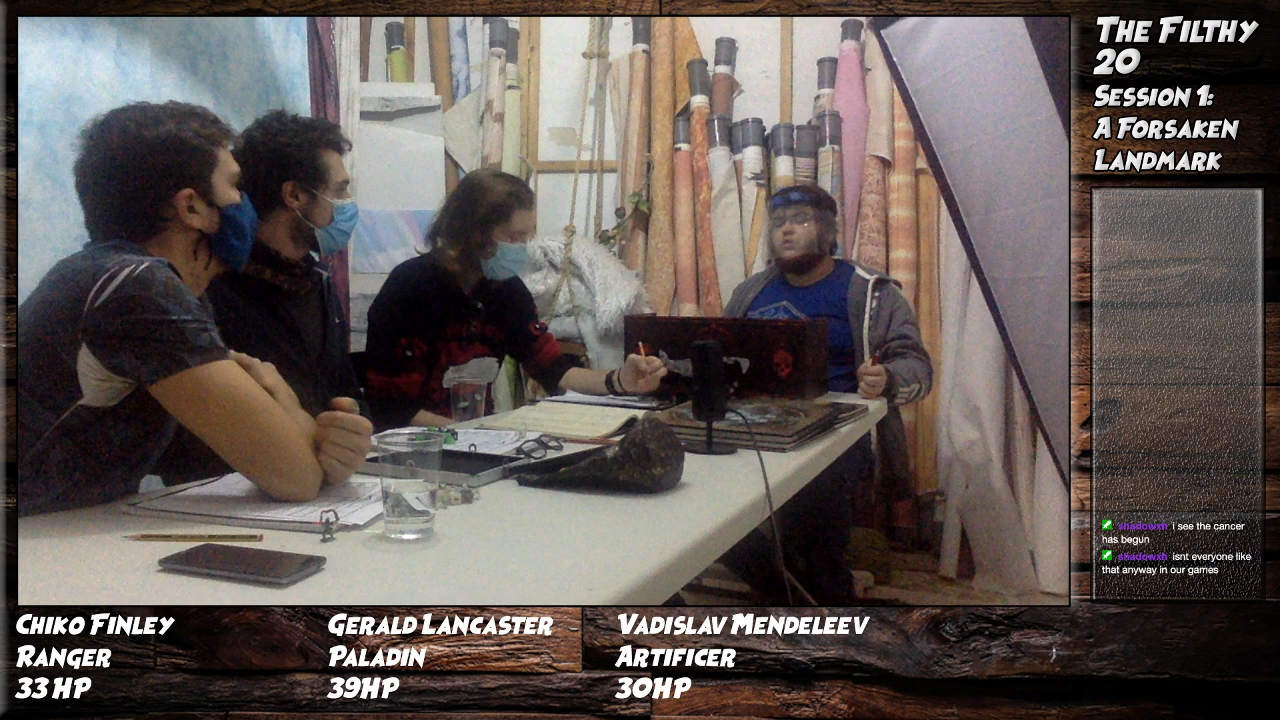 The Filthy
20
Session 1:
A Forsaken
Landmark
shadowxh i see the cancer
has begun
shadowxh isnt everyone like
that anyway in our games
Chiko Finley
Ranger
33 HP
Gerald Lancaster
Paladin
39HP
Vadislav Mendeleev
Artificer
30HP